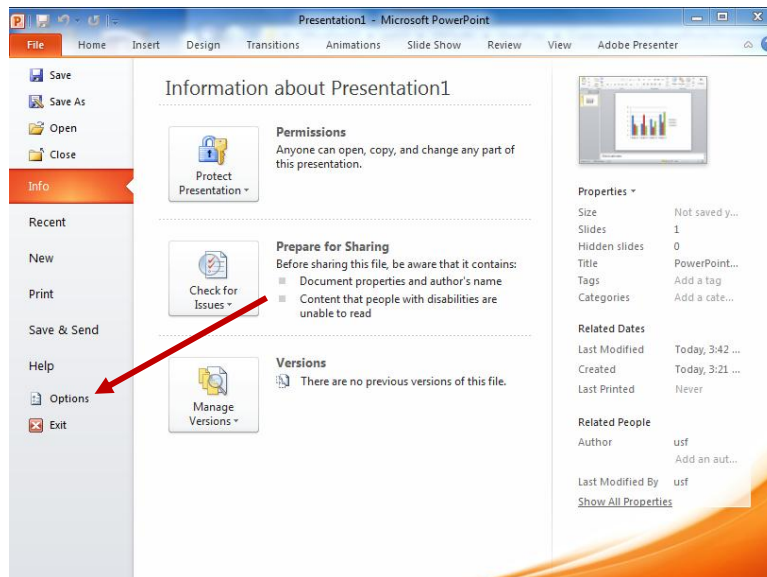 Presentation1 - Microsoft PowerPoint
File Home Insert Design Transitions Animations Slide Show Review View Adobe Presenter
Save
Save As
Open
Close
Info
Recent
New
Print
Save & Send
Help
Options
Exit
Information about Presentation1
Protect
Presentation
Permissions
Anyone can open, copy, and change any part of
this presentation.
Check for
Issues
Prepare for Sharing
Before sharing this file, be aware that it contains:
Document properties and author's name
Content that people with disabilities are
unable to read
Manage
Versions
Versions
There are no previous versions of this file.
Properties
Size Not saved y...
Slides 1
Hidden slides 0
Title PowerPoint...
Tags Add a tag
Categories Add a cate...
Related Dates
Last Modified Today, 3:42 ...
Created Today, 3:21 ...
Last Printed Never
Related People
Author usf
Add an aut...
Last Modified By usf
Show All Properties